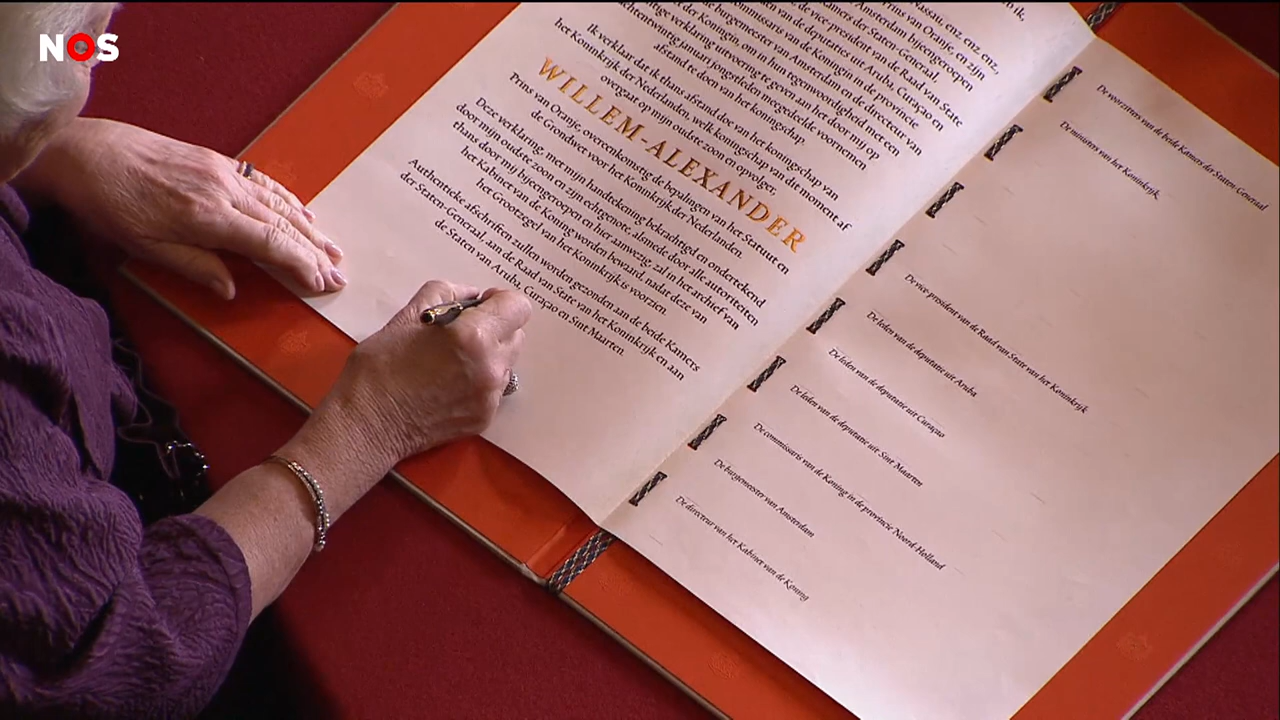 NOS
Nassau, enz. enz. enz.,
Prins van Oranje, en zijn
Amsterdam bijeengeroepen
Kamers der Staten-Generaal,
de vice-president van de Raad van State
de deputaties uit Aruba, Curaçao en
Commissaris van de Koningin in de provincie
de burgemeester van Amsterdam en de directeur van
der Koningin, om in hun tegenwoordigheid met een
plechtige verklaring uitvoering te geven aan het door mij op
achtentwintig januari jongstleden meegedeelde voornemen
afstand te doen van het koningschap.
Ik verklaar dat ik thans afstand doe van het koningschap van
het Koninkrijk der Nederlanden, welk koningschap van dit moment af
overgaat op mijn oudste zoon en opvolger,
WILLEM-ALEXANDER
Prins van Oranje, overeenkomstig de bepalingen van het Statuut en
de Grondwet voor het Koninkrijk der Nederlanden.
Deze verklaring, met mijn handtekening bekrachtigd en ondertekend
door mijn oudste zoon en zijn echtgenote, alsmede door alle autoriteiten
thans door mij bijeengeroepen en hier aanwezig, zal in het archief van
het Kabinet van de Koning worden bewaard, nadat deze van
het Grootzegel van het Koninkrijk is voorzien.
Authentieke afschriften zullen worden gezonden aan de beide Kamers
der Staten-Generaal, aan de Raad van State van het Koninkrijk en aan
de Staten van Aruba, Curaçao en Sint Maarten.
De voorzitters van de beide Kamers der Staten-Generaal
De ministers van het Koninkrijk
De vice-president van de Raad van State van het Koninkrijk
De leden van de deputatie uit Aruba
De leden van de deputatie uit Curaçao
De leden van de deputatie uit Sint Maarten
De commissaris van de Koning in de provincie Noord-Holland
De burgemeester van Amsterdam
De directeur van het Kabinet van de Koning